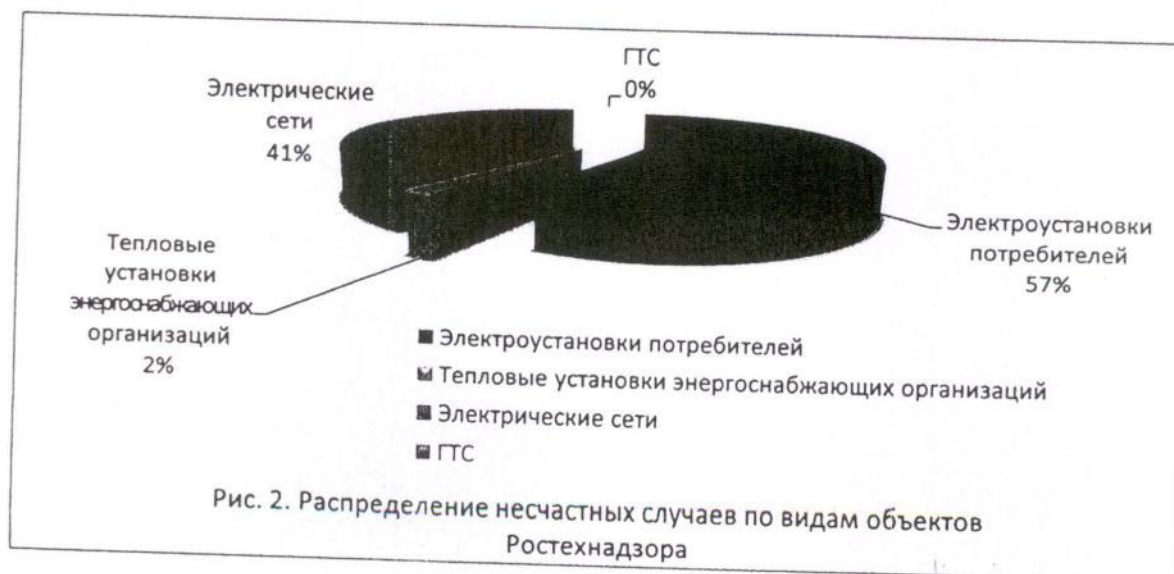 ГТС
0%
Электрические
сети
41%
Электроустановки
потребителей
57%
Тепловые
установки
энергоснабжающих
организаций
2%
Электроустановки потребителей
Тепловые установки энергоснабжающих организаций
Электрические сети
ГТС
Рис. 2. Распределение несчастных случаев по видам объектов
Ростехнадзора